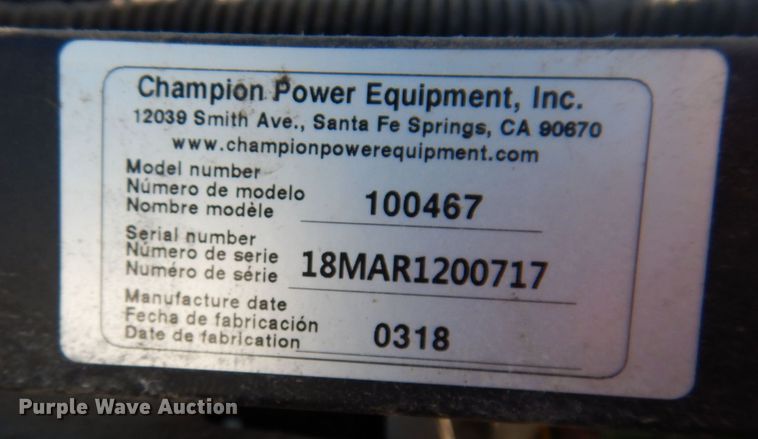 Champion Power Equipment, Inc.
12039 Smith Ave., Santa Fe Springs, CA 90670
www.championpowerequipment.com
Model number
Número de modelo
Nombre modèle 100467
Serial number
Número de serie
Numéro de série 18MAR1200717
Manufacture date
Fecha de fabricación
Date de fabrication 0318
Purple Wave Auction